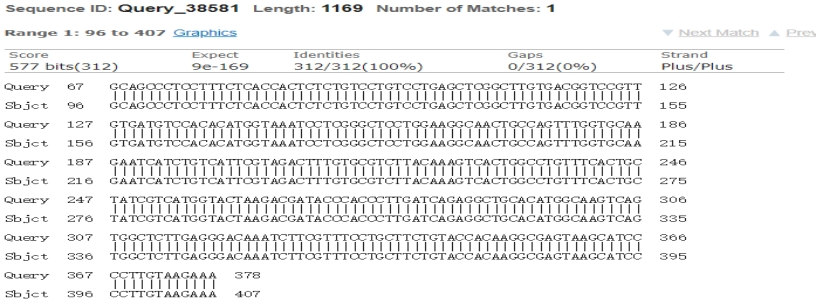 Sequence ID: Query_38581 Length: 1169 Number of Matches: 1
Range 1: 96 to 407 Graphics ▼ Next Match ▲ Prev
Score Expect Identities Gaps Strand
577 bits(312) 9e-169 312/312(100%) 0/312(0%) Plus/Plus
Query 67 GCAGCCCTCCTTTCTCACCACTCTCTGTCCTGTCCTGAGCTCGGCTTGTGACGGTCCGTT 126
Sbjct 96 GCAGCCCTCCTTTCTCACCACTCTCTGTCCTGTCCTGAGCTCGGCTTGTGACGGTCCGTT 155
Query 127 GTGATGTCCACACATGGTAAATCCTCGGGCTCCTGGAAGGCAACTGCCAGTTTGGTGCAA 186
Sbjct 156 GTGATGTCCACACATGGTAAATCCTCGGGCTCCTGGAAGGCAACTGCCAGTTTGGTGCAA 215
Query 187 GAATCATCTGTCATTCGTAGACTTTGTGCGTCTTACAAAGTCACTGGCCTGTTTCACTGC 246
Sbjct 216 GAATCATCTGTCATTCGTAGACTTTGTGCGTCTTACAAAGTCACTGGCCTGTTTCACTGC 275
Query 247 TATCGTCATGGTACTAAGACGATACCCACCCTTGATCAGAGGCTGCACATGGCAAGTCAG 306
Sbjct 276 TATCGTCATGGTACTAAGACGATACCCACCCTTGATCAGAGGCTGCACATGGCAAGTCAG 335
Query 307 TGGCTCTTGAGGGACAAATCTTCGTTTCCTGCTTCTGTACCACAAGGCGAGTAAGCATCC 366
Sbjct 336 TGGCTCTTGAGGGACAAATCTTCGTTTCCTGCTTCTGTACCACAAGGCGAGTAAGCATCC 395
Query 367 CCTTGTAAGAAA 378
Sbjct 396 CCTTGTAAGAAA 407